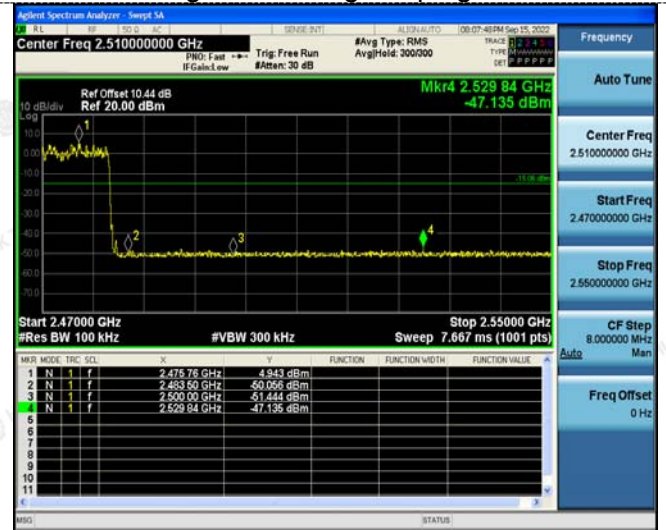 Agilent Spectrum Analyzer - Swept SA
RL RF 50 Ω AC SENSE:INT ALIGN AUTO 08:07:48 PM Sep 15, 2022
Center Freq 2.510000000 GHz
#Avg Type: RMS
TRACE 1 2 3 4 5 6
PNO: Fast
Trig: Free Run
Avg|Hold: 300/300
TYPE
IFGain:Low
#Atten: 30 dB
DET P P P P P P
Mkr4 2.529 84 GHz
-47.135 dBm
Ref Offset 10.44 dB
10 dB/div Ref 20.00 dBm
Log
10.0
0.00
-10.0
-20.0
-30.0
-40.0
-50.0
-60.0
-70.0
1
2
3
4
-15.06 dBm
Start 2.47000 GHz
Stop 2.55000 GHz
#Res BW 100 kHz
#VBW 300 kHz
Sweep 7.667 ms (1001 pts)
MKR MODE TRC SCL X Y FUNCTION FUNCTION WIDTH FUNCTION VALUE
1 N 1 f 2.475 76 GHz 4.943 dBm
2 N 1 f 2.483 50 GHz -50.056 dBm
3 N 1 f 2.500 00 GHz -51.444 dBm
4 N 1 f 2.529 84 GHz -47.135 dBm
5
6
7
8
9
10
11
MSG
STATUS
Frequency
Auto Tune
Center Freq
2.510000000 GHz
Start Freq
2.470000000 GHz
Stop Freq
2.550000000 GHz
CF Step
8.000000 MHz
Auto Man
Freq Offset
0 Hz